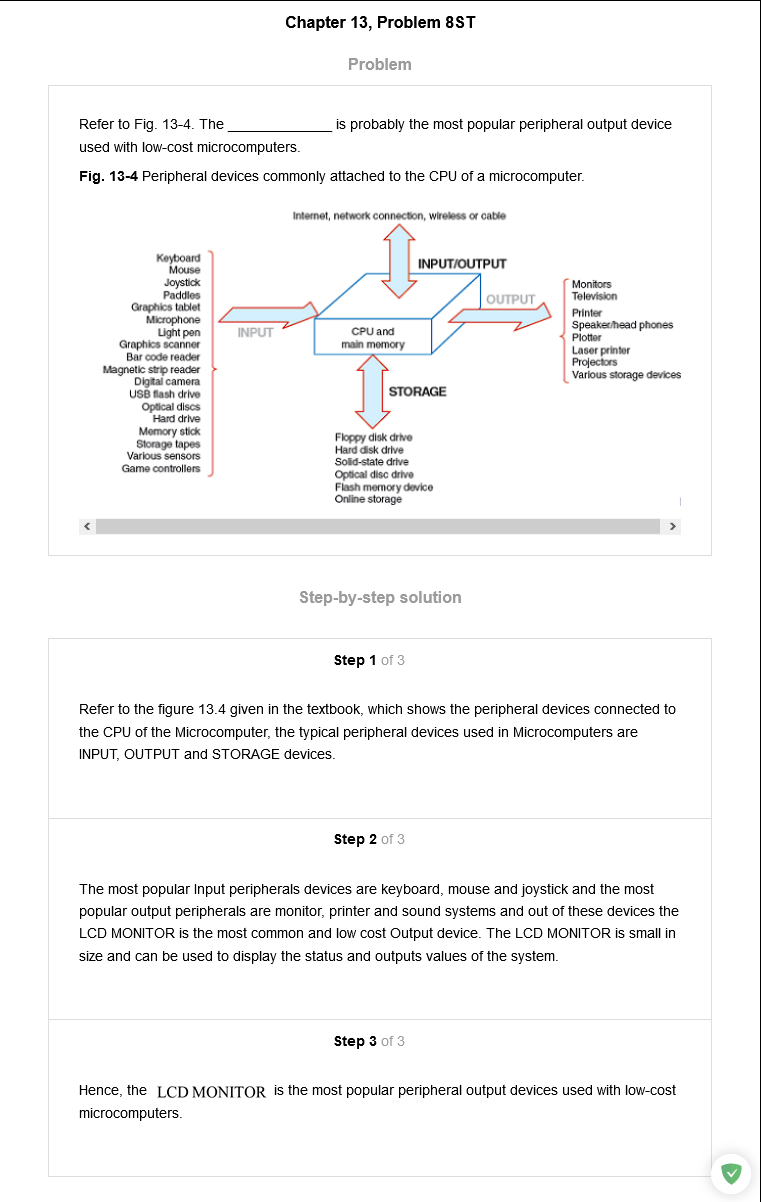 Chapter 13, Problem 8ST
Problem
Refer to Fig. 13-4. The ______________ is probably the most popular peripheral output device
used with low-cost microcomputers.
Fig. 13-4 Peripheral devices commonly attached to the CPU of a microcomputer.
Internet, network connection, wireless or cable
INPUT/OUTPUT
Keyboard
Mouse
Joystick
Paddles
Graphics tablet
Microphone
Light pen
Graphics scanner
Bar code reader
Magnetic strip reader
Digital camera
USB flash drive
Optical discs
Hard drive
Memory stick
Storage tapes
Various sensors
Game controllers
INPUT
CPU and
main memory
OUTPUT
Monitors
Television
Printer
Speaker/head phones
Plotter
Laser printer
Projectors
Various storage devices
STORAGE
Floppy disk drive
Hard disk drive
Solid-state drive
Optical disc drive
Flash memory device
Online storage
Step-by-step solution
Step 1 of 3
Refer to the figure 13.4 given in the textbook, which shows the peripheral devices connected to
the CPU of the Microcomputer, the typical peripheral devices used in Microcomputers are
INPUT, OUTPUT and STORAGE devices.
Step 2 of 3
The most popular Input peripherals devices are keyboard, mouse and joystick and the most
popular output peripherals are monitor, printer and sound systems and out of these devices the
LCD MONITOR is the most common and low cost Output device. The LCD MONITOR is small in
size and can be used to display the status and outputs values of the system.
Step 3 of 3
Hence, the LCD MONITOR is the most popular peripheral output devices used with low-cost
microcomputers.